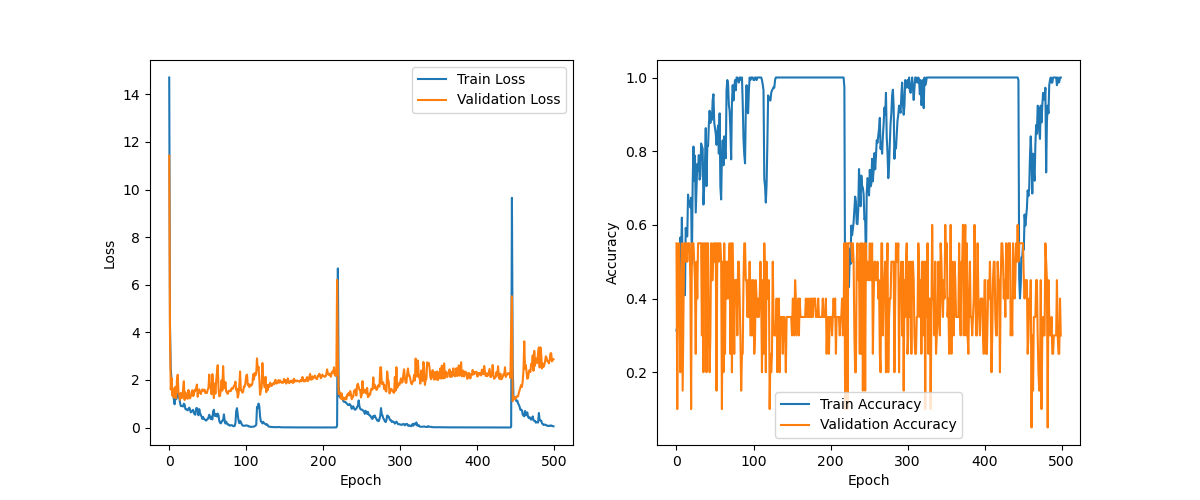 Train Loss
Validation Loss
14
12
10
8
6
4
2
0
Loss
0 100 200 300 400 500
Epoch
1.0
0.8
0.6
0.4
0.2
Accuracy
Train Accuracy
Validation Accuracy
0 100 200 300 400 500
Epoch